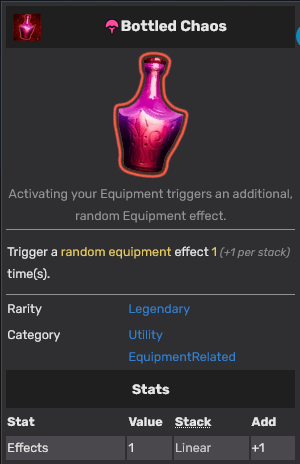 Bottled Chaos
Activating your Equipment triggers an additional,
random Equipment effect.
Trigger a random equipment effect 1 (+1 per stack)
time(s).
Rarity Legendary
Category Utility
EquipmentRelated
Stats
Stat Value Stack Add
Effects 1 Linear +1